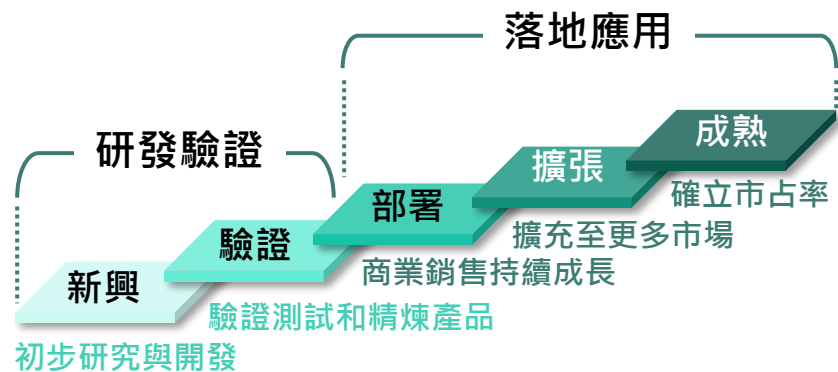 落地應用
研發驗證
成熟
確立市占率
擴張
擴充至更多市場
部署
商業銷售持續成長
驗證
驗證測試和精煉產品
新興
初步研究與開發